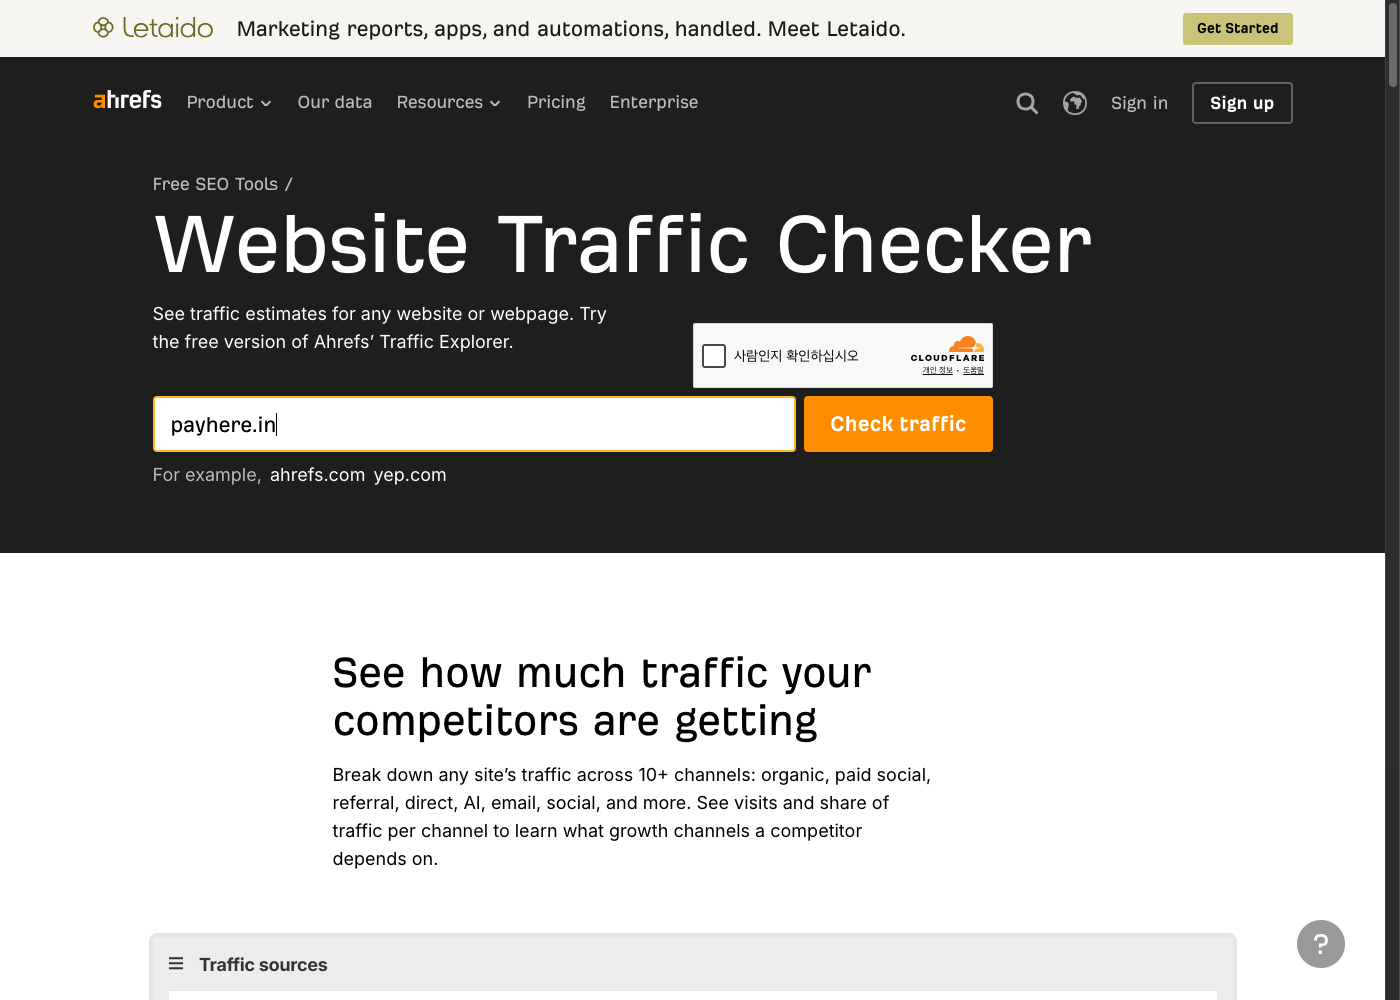 Letaido
Marketing reports, apps, and automations, handled. Meet Letaido.
Get Started
ahrefs
Product
Our data
Resources
Pricing
Enterprise
Sign in
Sign up
Free SEO Tools /
Website Traffic Checker
See traffic estimates for any website or webpage. Try
the free version of Ahrefs’ Traffic Explorer.
사람인지 확인하십시오
CLOUDFLARE
개인 정보 • 도움말
payhere.in
Check traffic
For example, ahrefs.com yep.com
See how much traffic your
competitors are getting
Break down any site’s traffic across 10+ channels: organic, paid social,
referral, direct, AI, email, social, and more. See visits and share of
traffic per channel to learn what growth channels a competitor
depends on.
?
Traffic sources